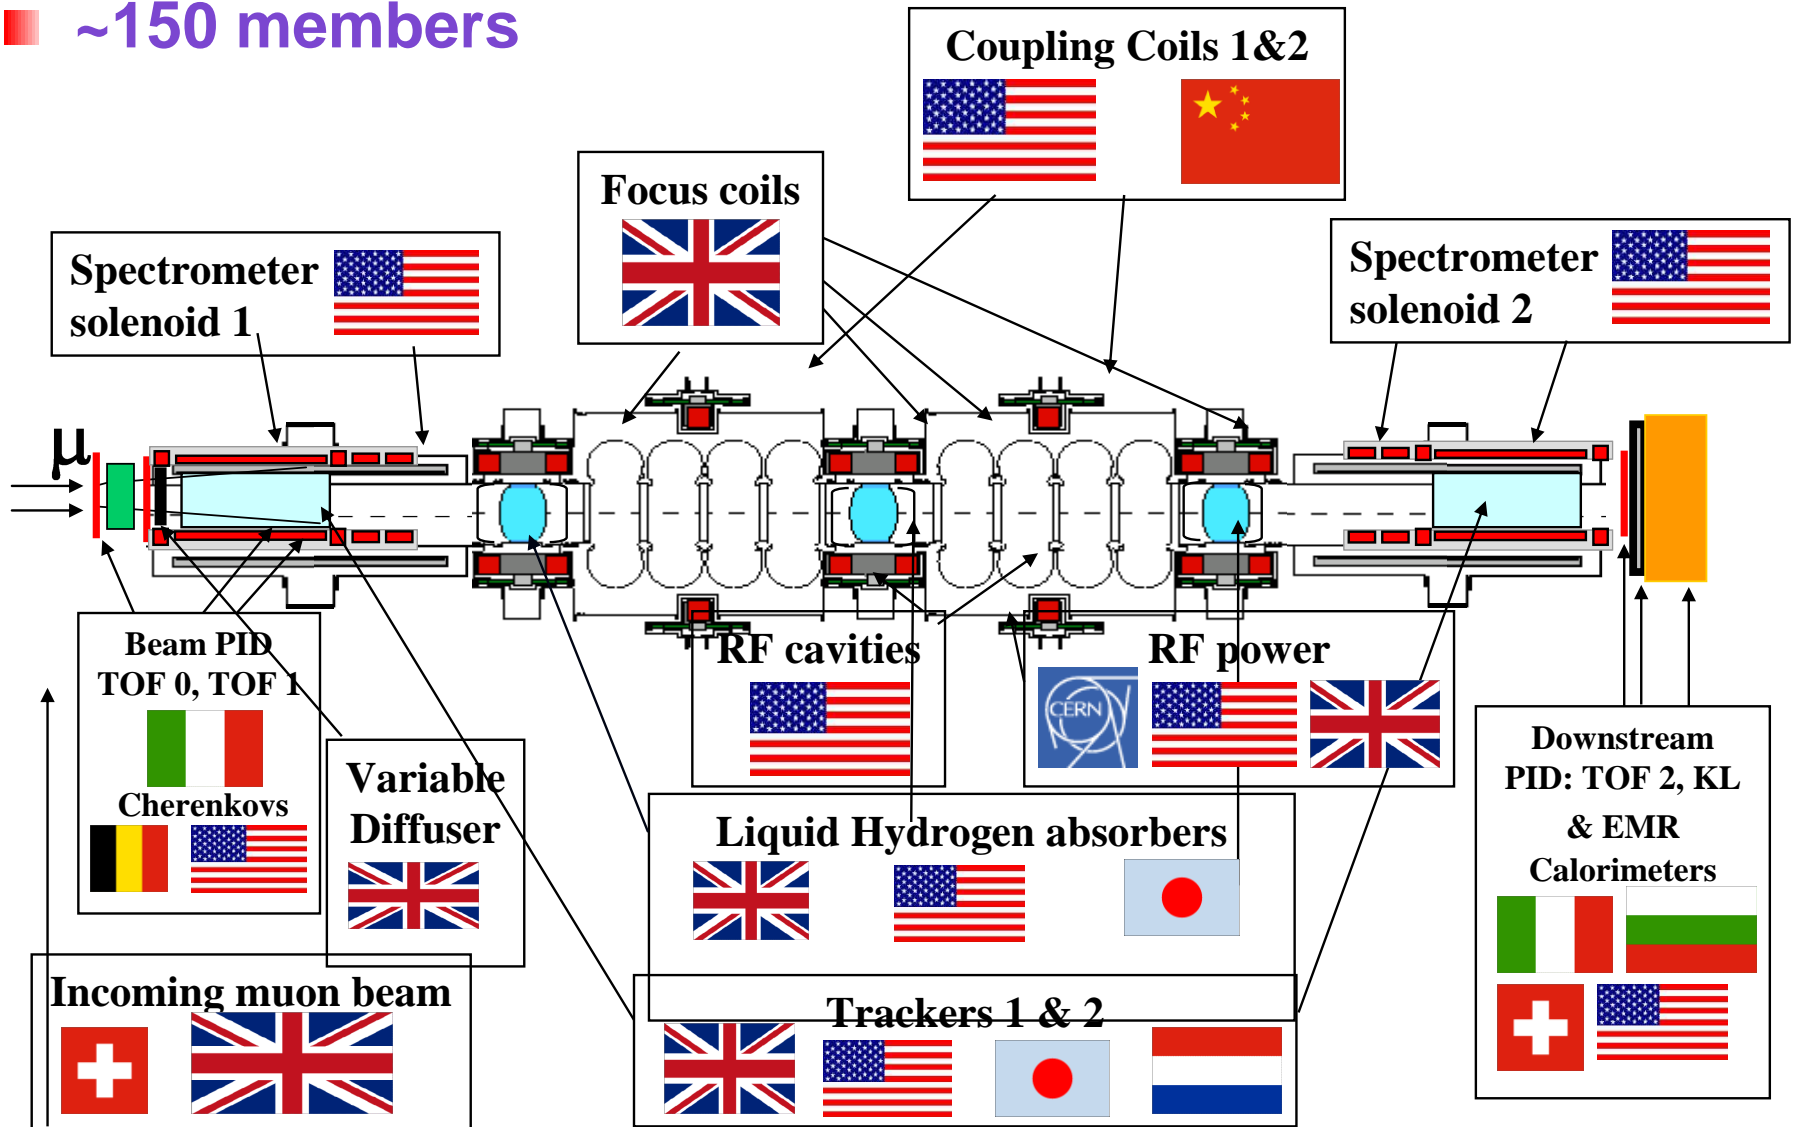 ~150 members
Coupling Coils 1&2
Focus coils
Spectrometer
solenoid 1
Spectrometer
solenoid 2
μ
Beam PID
TOF 0, TOF 1
Cherenkovs
RF cavities
RF power
CERN
Variable
Diffuser
Liquid Hydrogen absorbers
Downstream
PID: TOF 2, KL
& EMR
Calorimeters
Incoming muon beam
Trackers 1 & 2